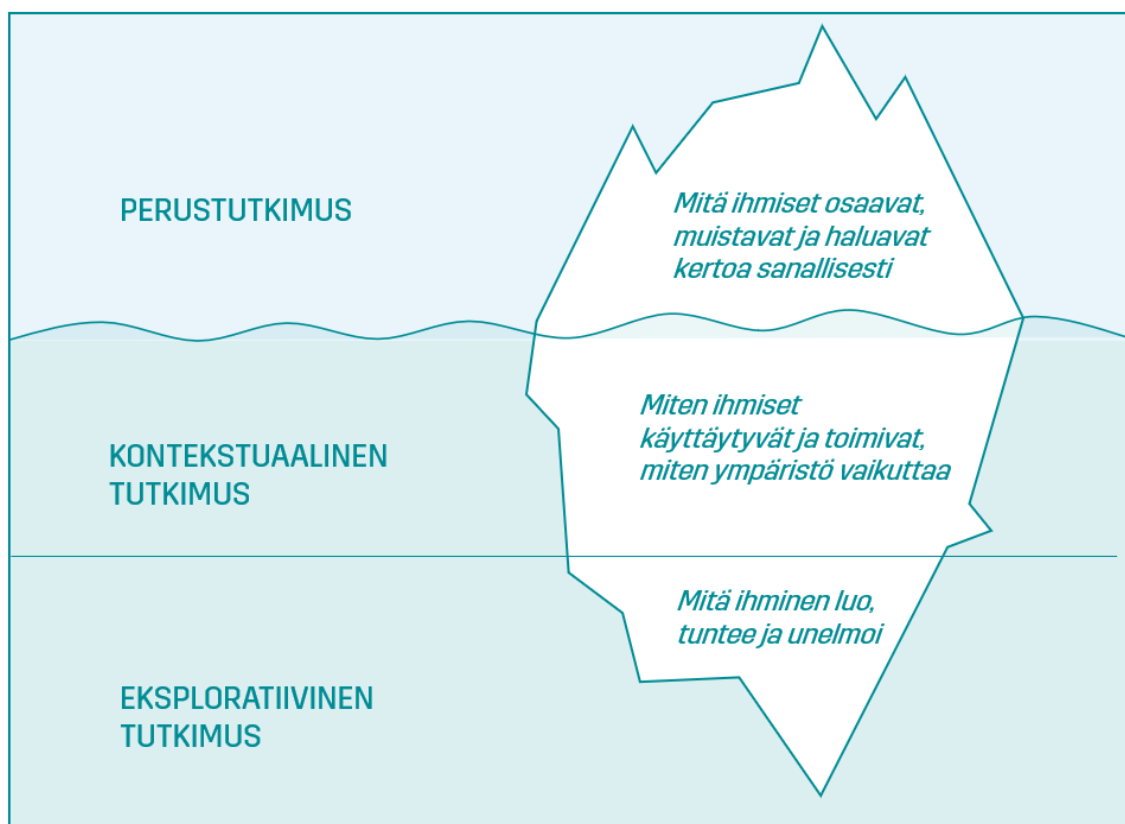 PERUSTUTKIMUS
Mitä ihmiset osaavat,
muistavat ja haluavat
kertoa sanallisesti
KONTEKSTUAALINEN
TUTKIMUS
Miten ihmiset
käyttäytyvät ja toimivat,
miten ympäristö vaikuttaa
EKSPLORATIIVINEN
TUTKIMUS
Mitä ihminen luo,
tuntee ja unelmoi